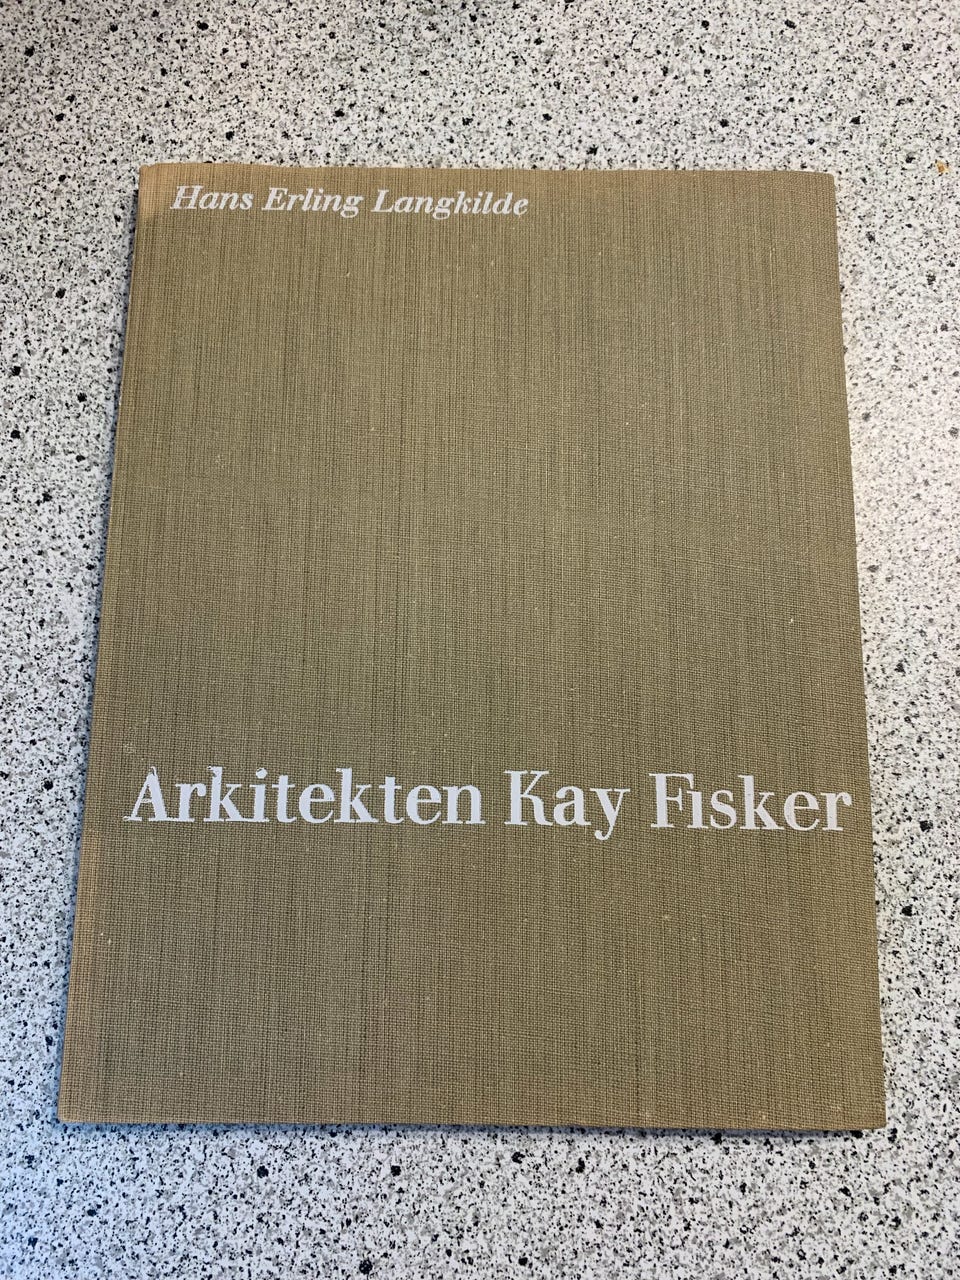 Hans Erling Langkilde
Arkitekten Kay Fisker